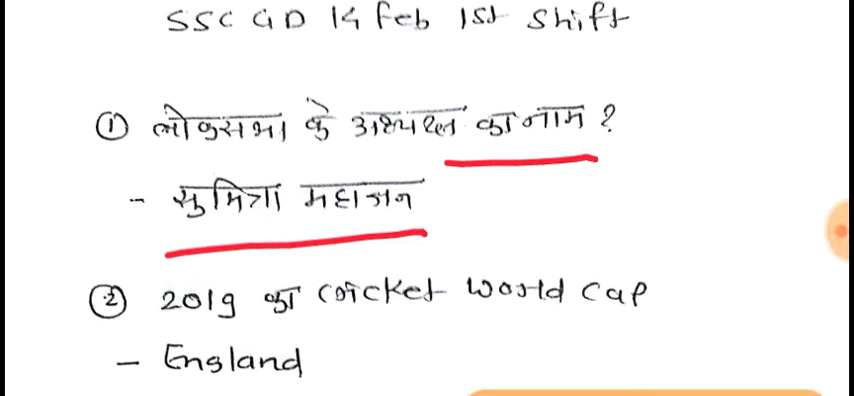 SSC GD 14 Feb 1st Shift
① लोकसभा के अध्यक्ष का नाम ?
- सुमित्रा महाजन
② 2019 का Cricket World Cup
- England